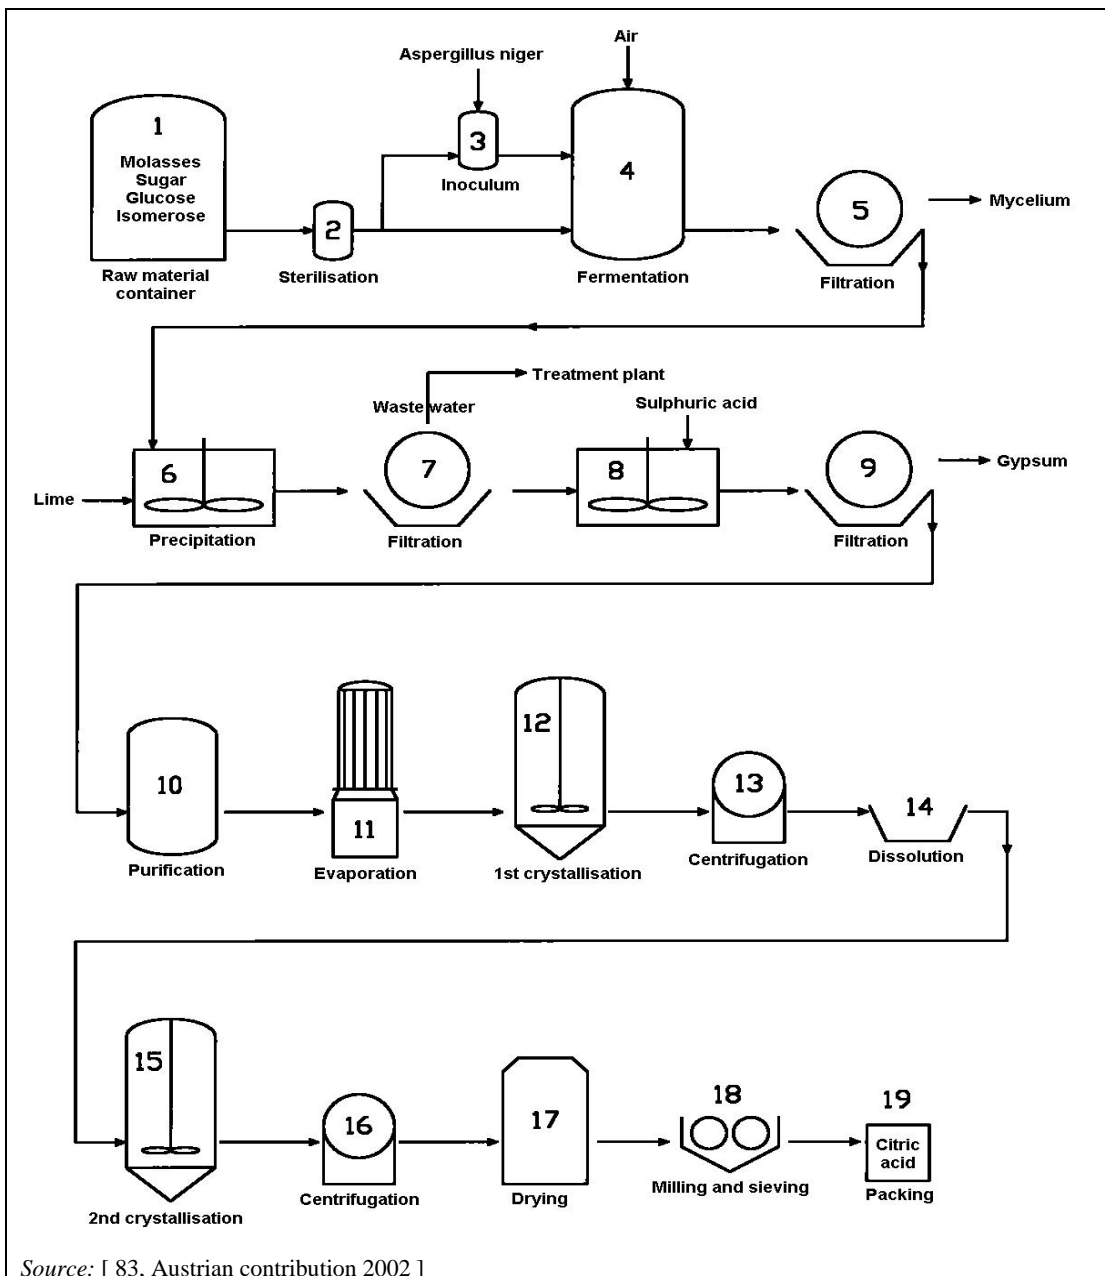 Air
Aspergillus niger
1
Molasses
Sugar
Glucose
Isomerose
Raw material
container
2
Sterilisation
3
Inoculum
4
Fermentation
5
Mycelium
Filtration
Treatment plant
Waste water
Sulphuric acid
Lime
6
Precipitation
7
Filtration
8
9
Gypsum
Filtration
10
Purification
11
Evaporation
12
1st crystallisation
13
Centrifugation
14
Dissolution
15
2nd crystallisation
16
Centrifugation
17
Drying
18
Milling and sieving
19
Citric
acid
Packing
Source: [ 83, Austrian contribution 2002 ]